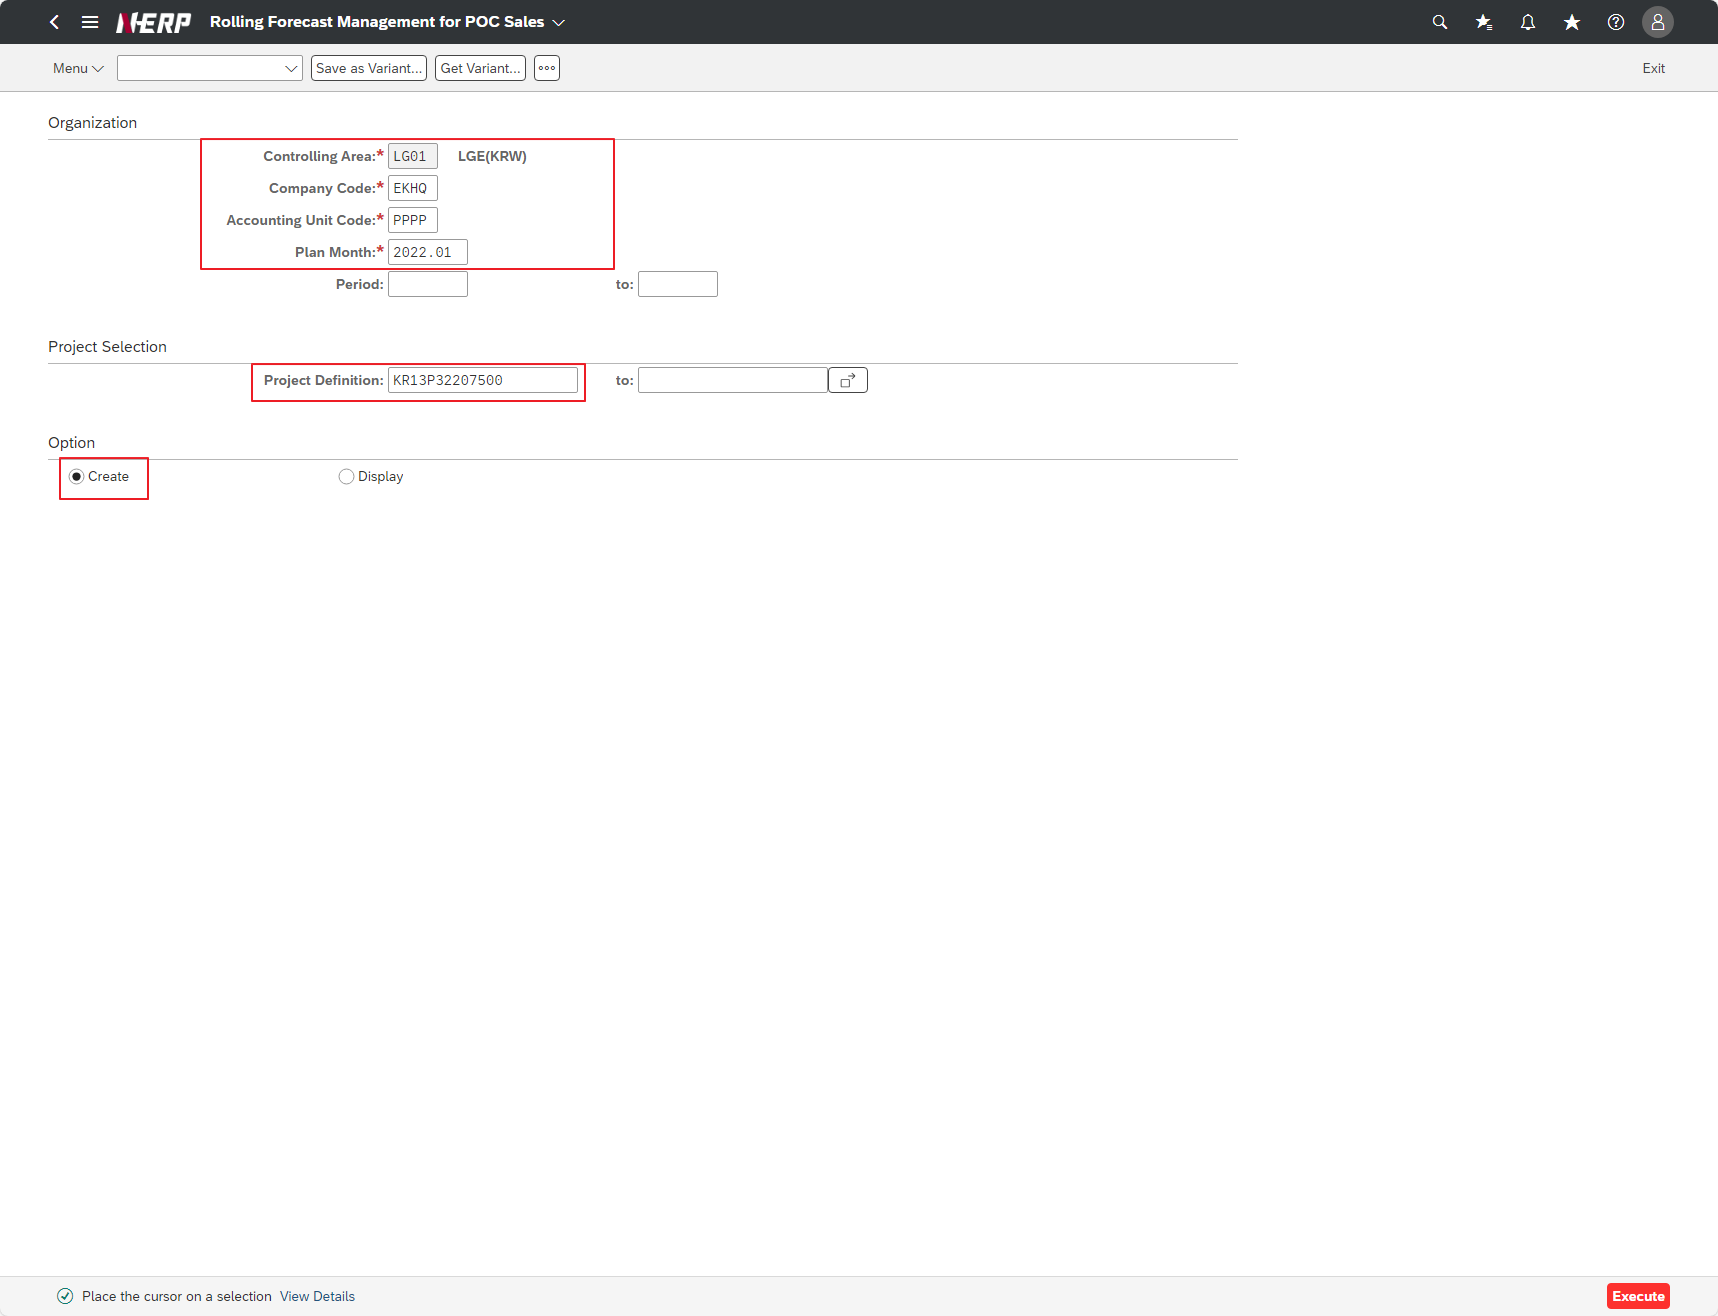 NERP Rolling Forecast Management for POC Sales
Menu Save as Variant... Get Variant... Exit
Organization
Controlling Area:* LG01 LGE(KRW)
Company Code:* EKHQ
Accounting Unit Code:* PPPP
Plan Month:* 2022.01
Period: to:
Project Selection
Project Definition: KR13P32207500 to:
Option
Create Display
Place the cursor on a selection View Details Execute